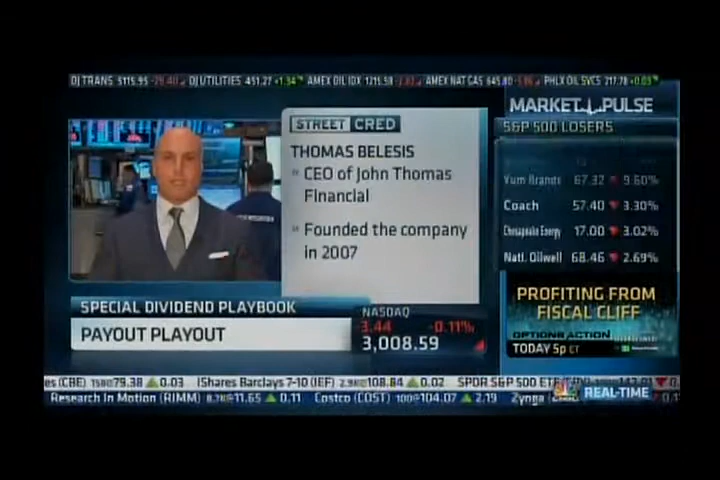 DJ TRANS 5115.95 -28.40 DJ UTILITIES 451.27 +1.34 AMEX OIL IDX 1215.58 AMEX NAT GAS 645.80 PHLX OIL SVCS 217.78 +0.03
MARKET PULSE
STREET CRED
S&P 500 LOSERS
THOMAS BELESIS
CEO of John Thomas
Financial
Founded the company
in 2007
Yum Brands 67.32 9.60%
Coach 57.40 3.30%
Chesapeake Energy 17.00 3.02%
Natl. Oilwell 68.46 2.69%
PROFITING FROM
FISCAL CLIFF
OPTIONS ACTION
TODAY 5p ET
SPECIAL DIVIDEND PLAYBOOK
PAYOUT PLAYOUT
NASDAQ
3.44 -0.11%
3,008.59
(CBE) 79.38 0.03 iShares Barclays 7-10 (IEF) 108.84 0.02 SPDR S&P 500 ETF
Research In Motion (RIMM) 11.65 0.11 Costco (COST) 100@104.07 2.19 Zynga
REAL-TIME